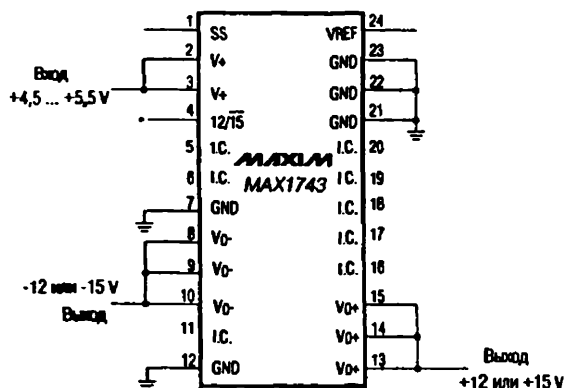 1 SS VREF 24
2 V+ GND 23
Вход
+4,5 ... +5,5 V
3 V+ GND 22
4 12/15 GND 21
5 I.C. I.C. 20
MAXIM
MAX1743
6 I.C. I.C. 19
7 GND I.C. 18
8 VO- I.C. 17
9 VO- I.C. 16
-12 или -15 V
Выход
10 VO- VO+ 15
11 I.C. VO+ 14
12 GND VO+ 13
Выход
+12 или +15 V